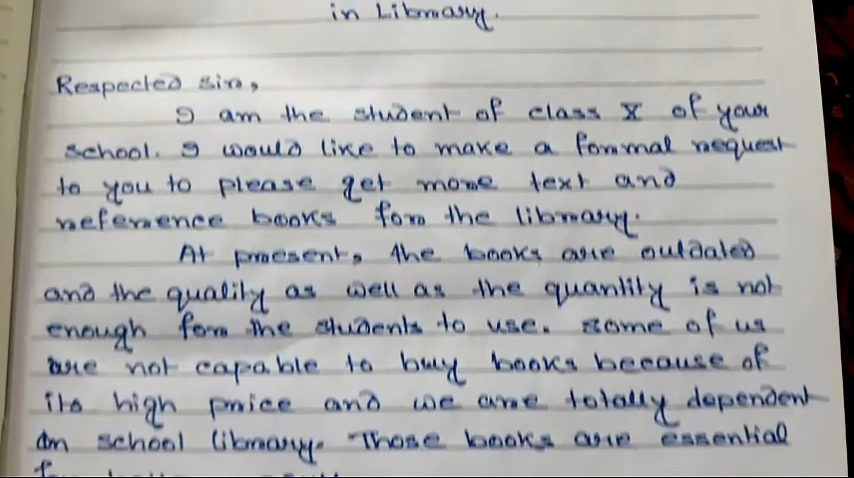 in Library.
Respected sir,
I am the student of class X of your
school. I would like to make a formal request
to you to please get more text and
reference books for the library.
At present, the books are outdated
and the quality as well as the quantity is not
enough for the students to use. some of us
are not capable to buy books because of
its high price and we are totally dependent
on school library. Those books are essential